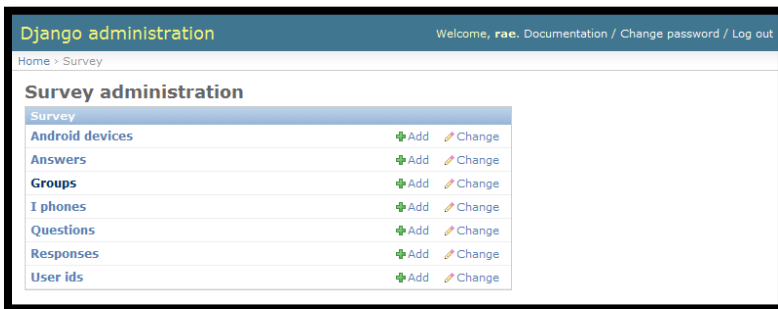 Django administration
Welcome, rae. Documentation / Change password / Log out
Home › Survey
Survey administration
Survey
Android devices Add Change
Answers Add Change
Groups Add Change
I phones Add Change
Questions Add Change
Responses Add Change
User ids Add Change